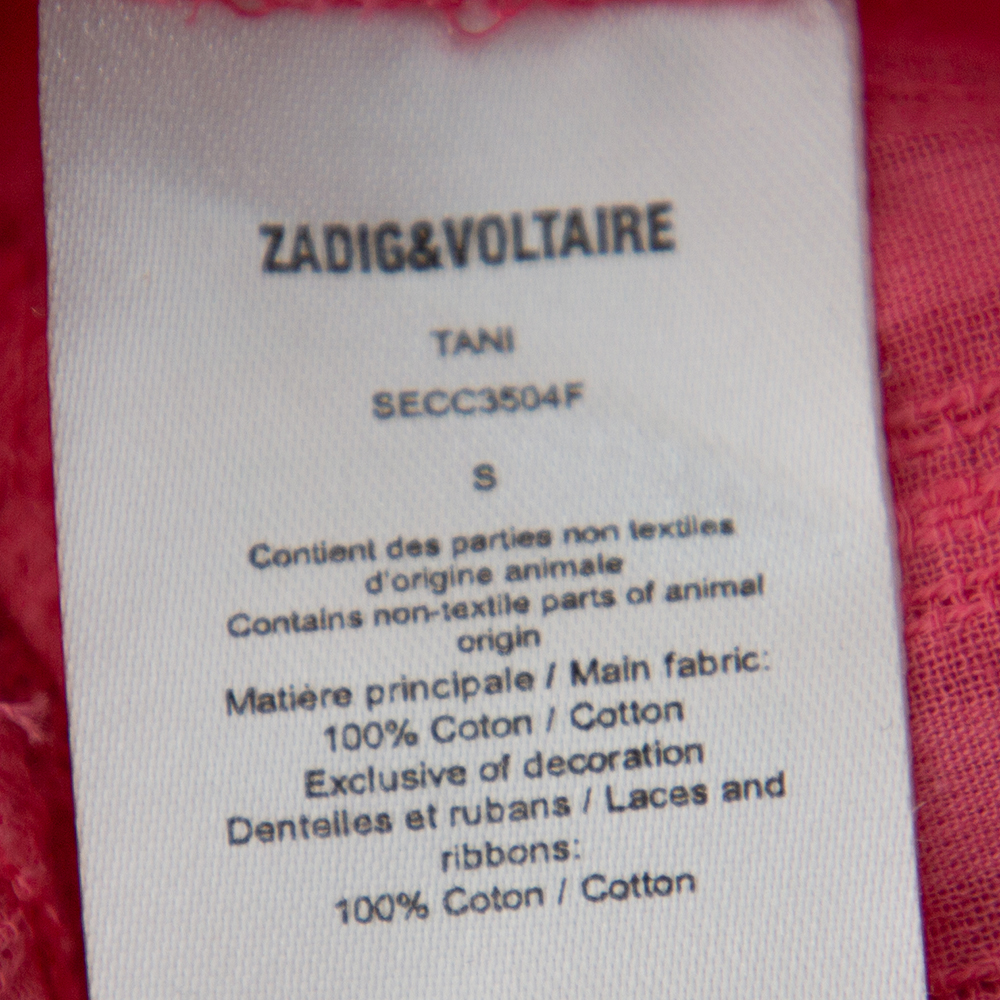 ZADIG&VOLTAIRE
TANI
SECC3504F
S
Contient des parties non textiles
d'origine animale
Contains non-textile parts of animal
origin
Matière principale / Main fabric:
100% Coton / Cotton
Exclusive of decoration
Dentelles et rubans / Laces and
ribbons:
100% Coton / Cotton